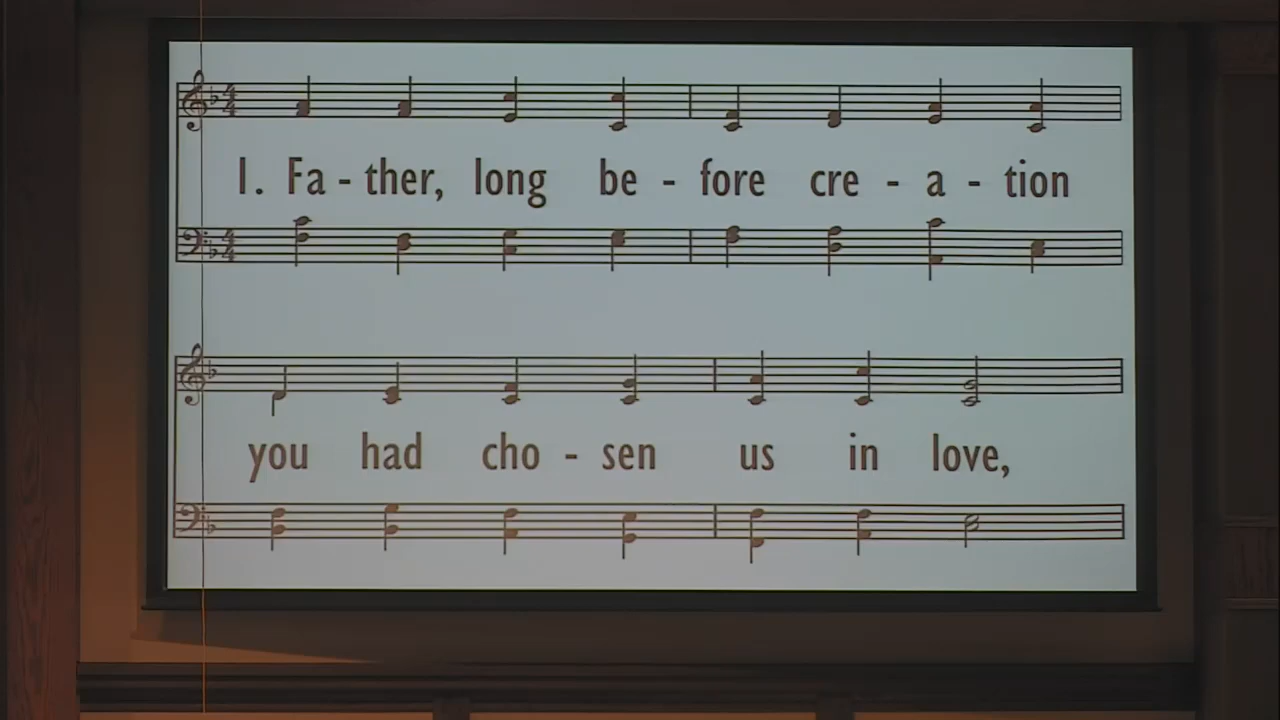 1. Fa - ther, long be - fore cre - a - tion
you had cho - sen us in love,